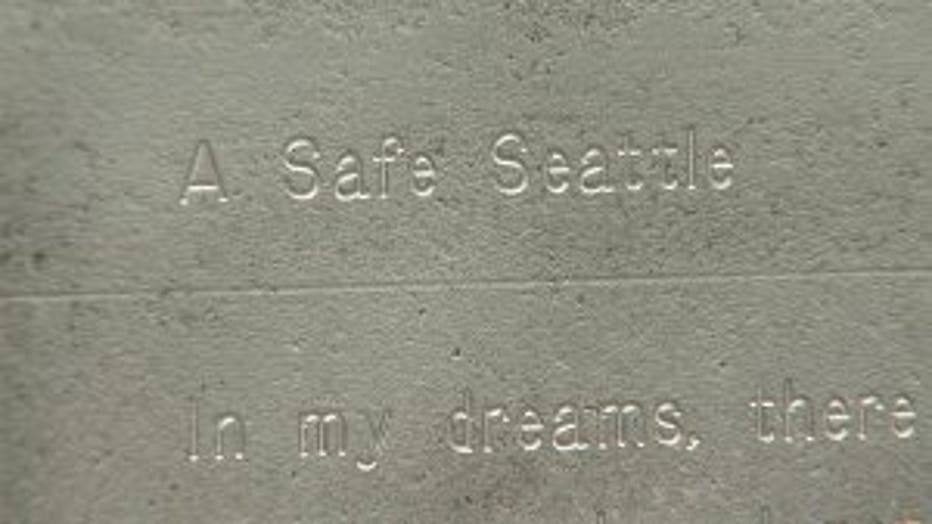 A Safe Seattle
In my dreams, there